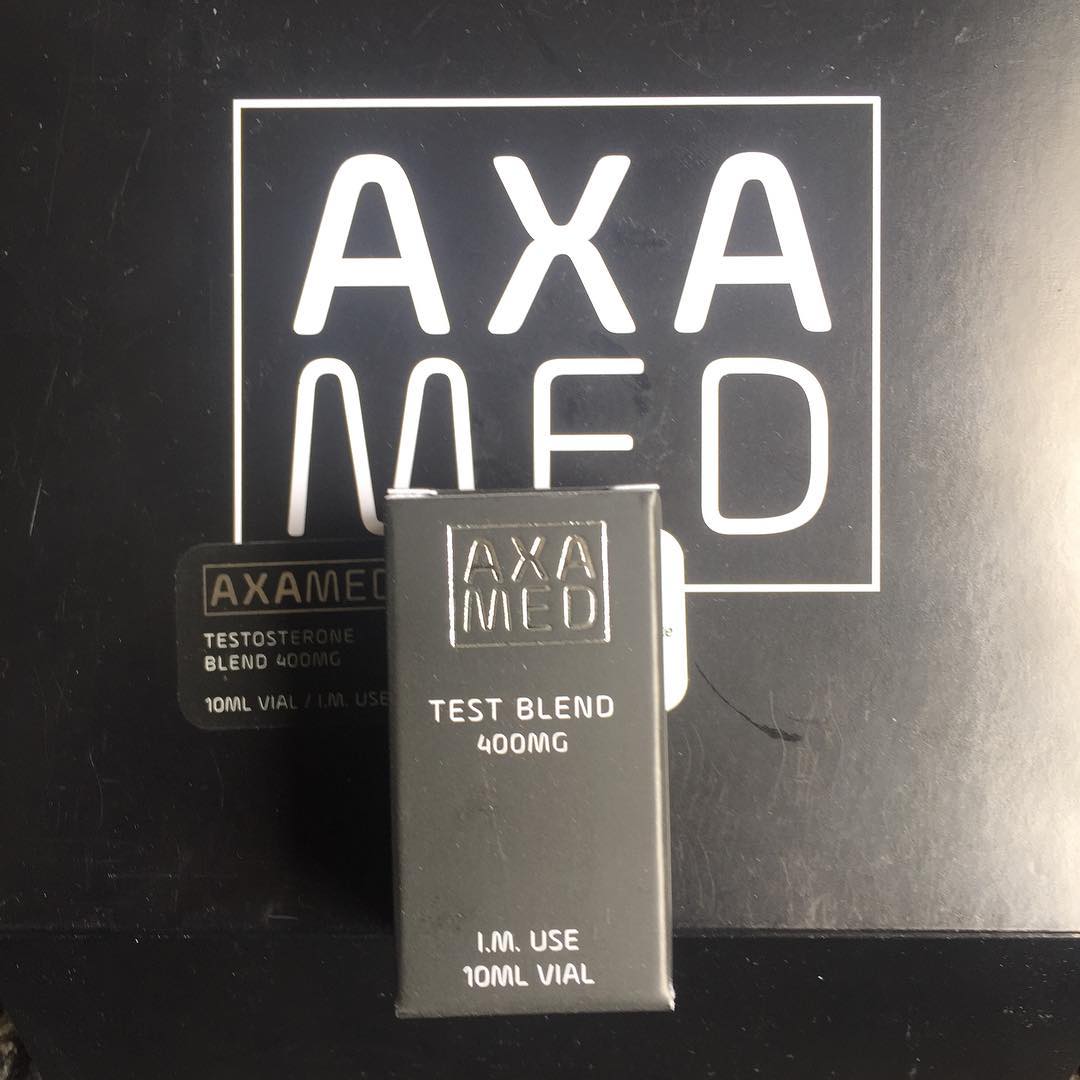 AXA
MED
AXAMED
TESTOSTERONE
BLEND 400MG
10ML VIAL / I.M. USE
AXA
MED
TEST BLEND
400MG
I.M. USE
10ML VIAL